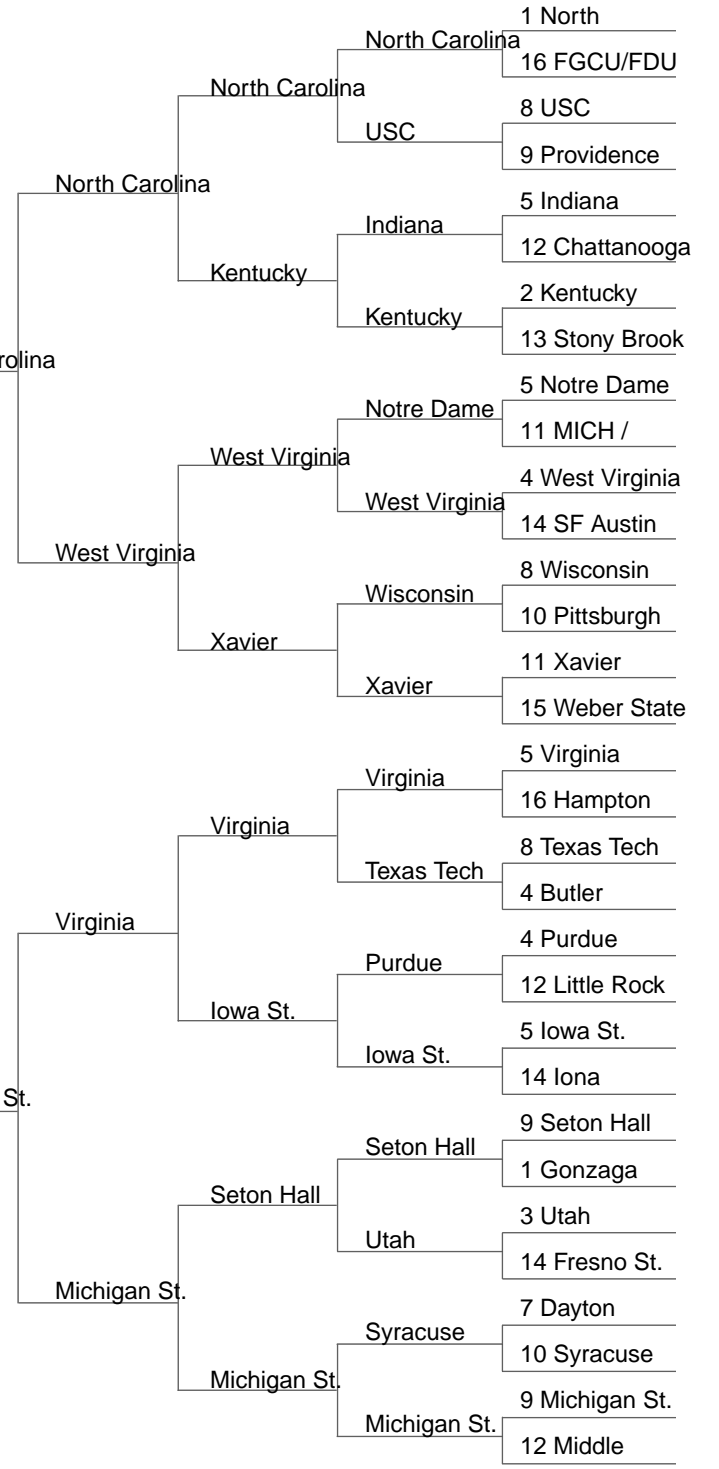 1 North
North Carolina
16 FGCU/FDU
North Carolina
8 USC
USC
9 Providence
North Carolina
5 Indiana
Indiana
12 Chattanooga
Kentucky
2 Kentucky
Kentucky
13 Stony Brook
rolina
5 Notre Dame
Notre Dame
11 MICH /
West Virginia
4 West Virginia
West Virginia
14 SF Austin
West Virginia
8 Wisconsin
Wisconsin
10 Pittsburgh
Xavier
11 Xavier
Xavier
15 Weber State
5 Virginia
Virginia
16 Hampton
Virginia
8 Texas Tech
Texas Tech
4 Butler
Virginia
4 Purdue
Purdue
12 Little Rock
Iowa St.
5 Iowa St.
Iowa St.
14 Iona
St.
9 Seton Hall
Seton Hall
1 Gonzaga
Seton Hall
3 Utah
Utah
14 Fresno St.
Michigan St.
7 Dayton
Syracuse
10 Syracuse
Michigan St.
9 Michigan St.
Michigan St.
12 Middle